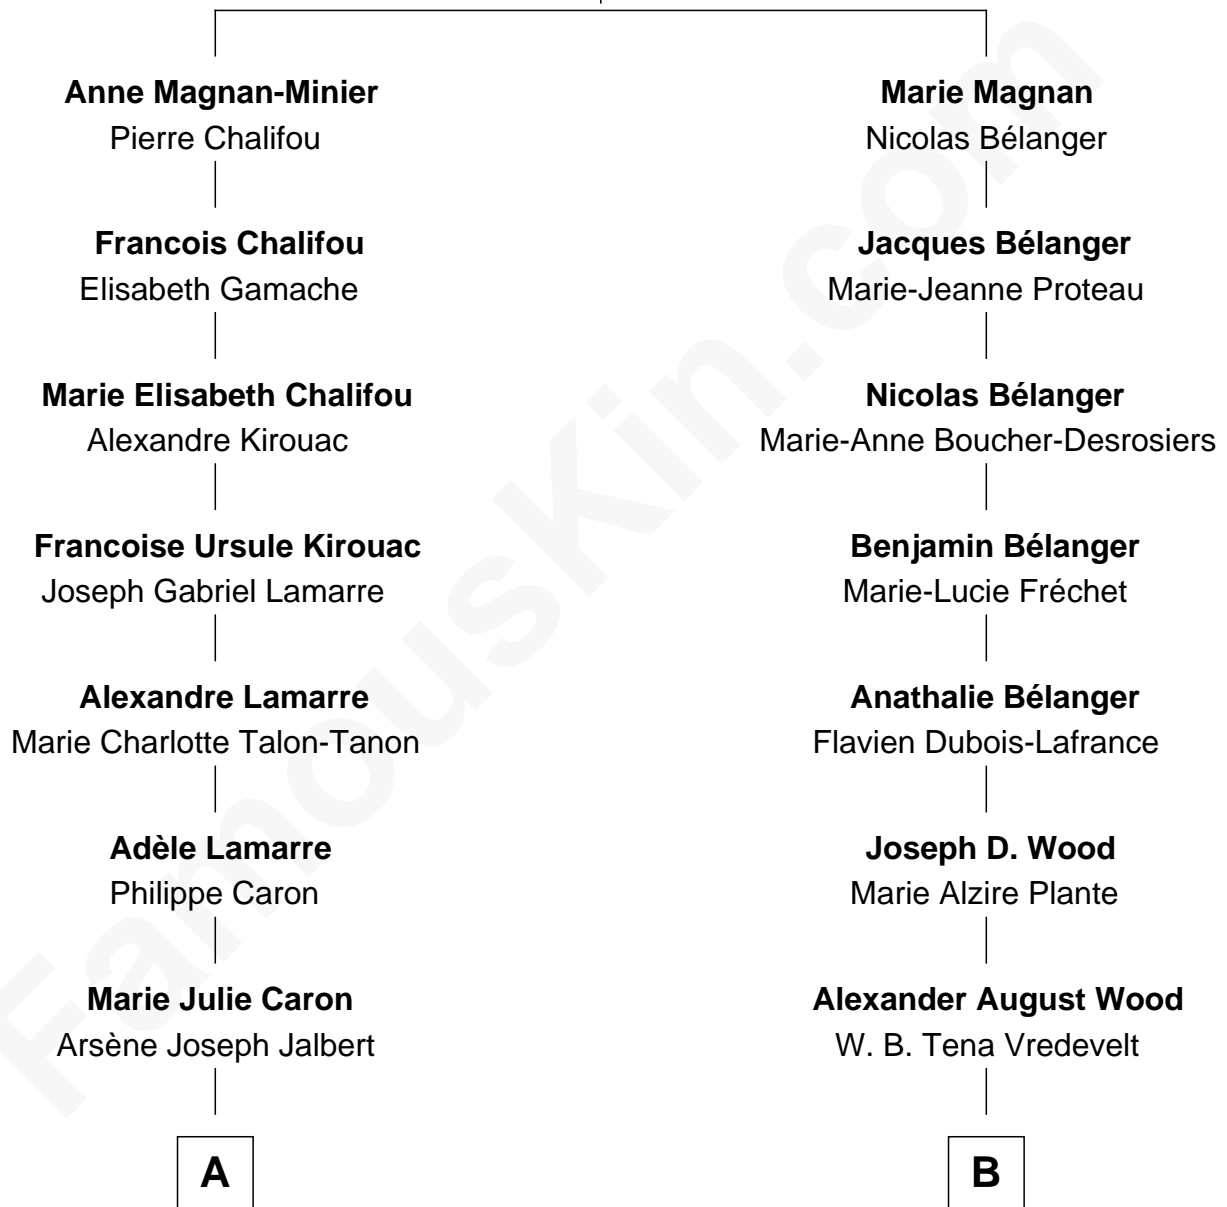 Anne Magnan-Minier
Pierre Chalifou
Francois Chalifou
Elisabeth Gamache
Marie Elisabeth Chalifou
Alexandre Kirouac
Francoise Ursule Kirouac
Joseph Gabriel Lamarre
Alexandre Lamarre
Marie Charlotte Talon-Tanon
Adèle Lamarre
Philippe Caron
Marie Julie Caron
Arsène Joseph Jalbert
A
Marie Magnan
Nicolas Bélanger
Jacques Bélanger
Marie-Jeanne Proteau
Nicolas Bélanger
Marie-Anne Boucher-Desrosiers
Benjamin Bélanger
Marie-Lucie Fréchet
Anathalie Bélanger
Flavien Dubois-Lafrance
Joseph D. Wood
Marie Alzire Plante
Alexander August Wood
W. B. Tena Vredevelt
B
FamousKin.com